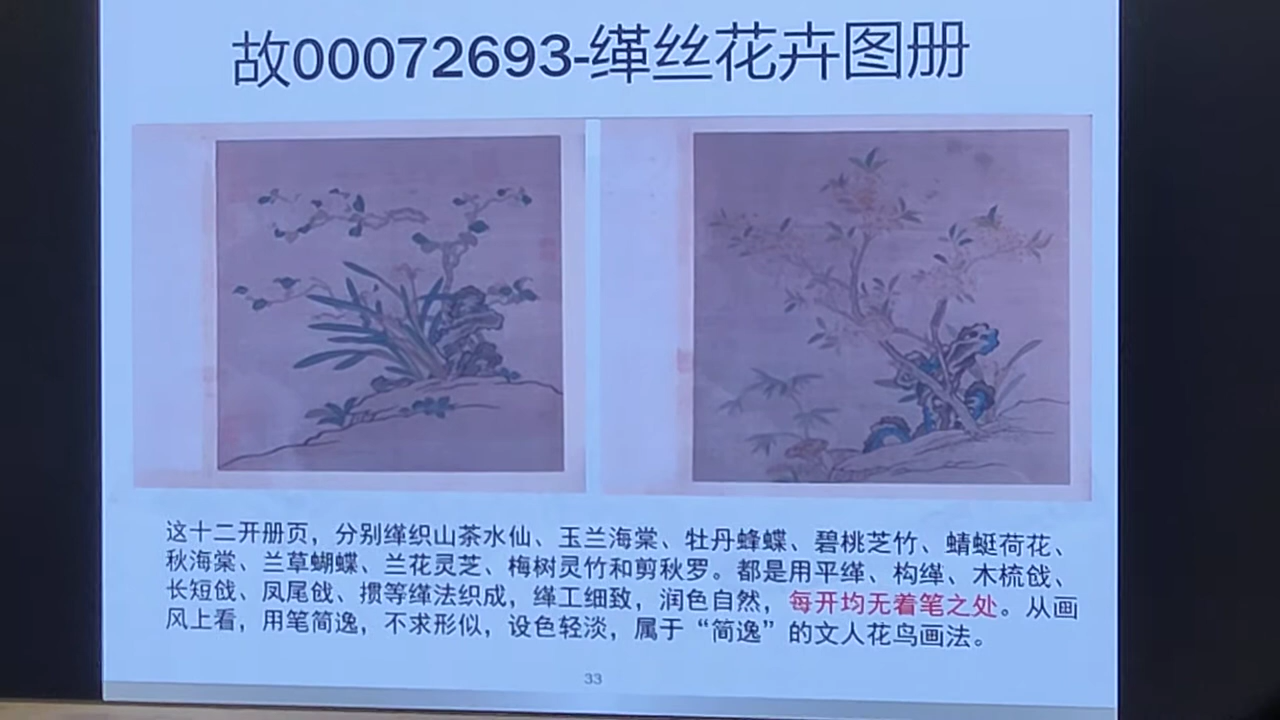 故00072693-缂丝花卉图册
这十二开册页，分别缂织山茶水仙、玉兰海棠、牡丹蜂蝶、碧桃芝竹、蜻蜓荷花、
秋海棠、兰草蝴蝶、兰花灵芝、梅树灵竹和剪秋罗。都是用平缂、构缂、木梳戗、
长短戗、凤尾戗、掼等缂法织成，缂工细致，润色自然，每开均无着笔之处。从画
风上看，用笔简逸，不求形似，设色轻淡，属于“简逸”的文人花鸟画法。
33